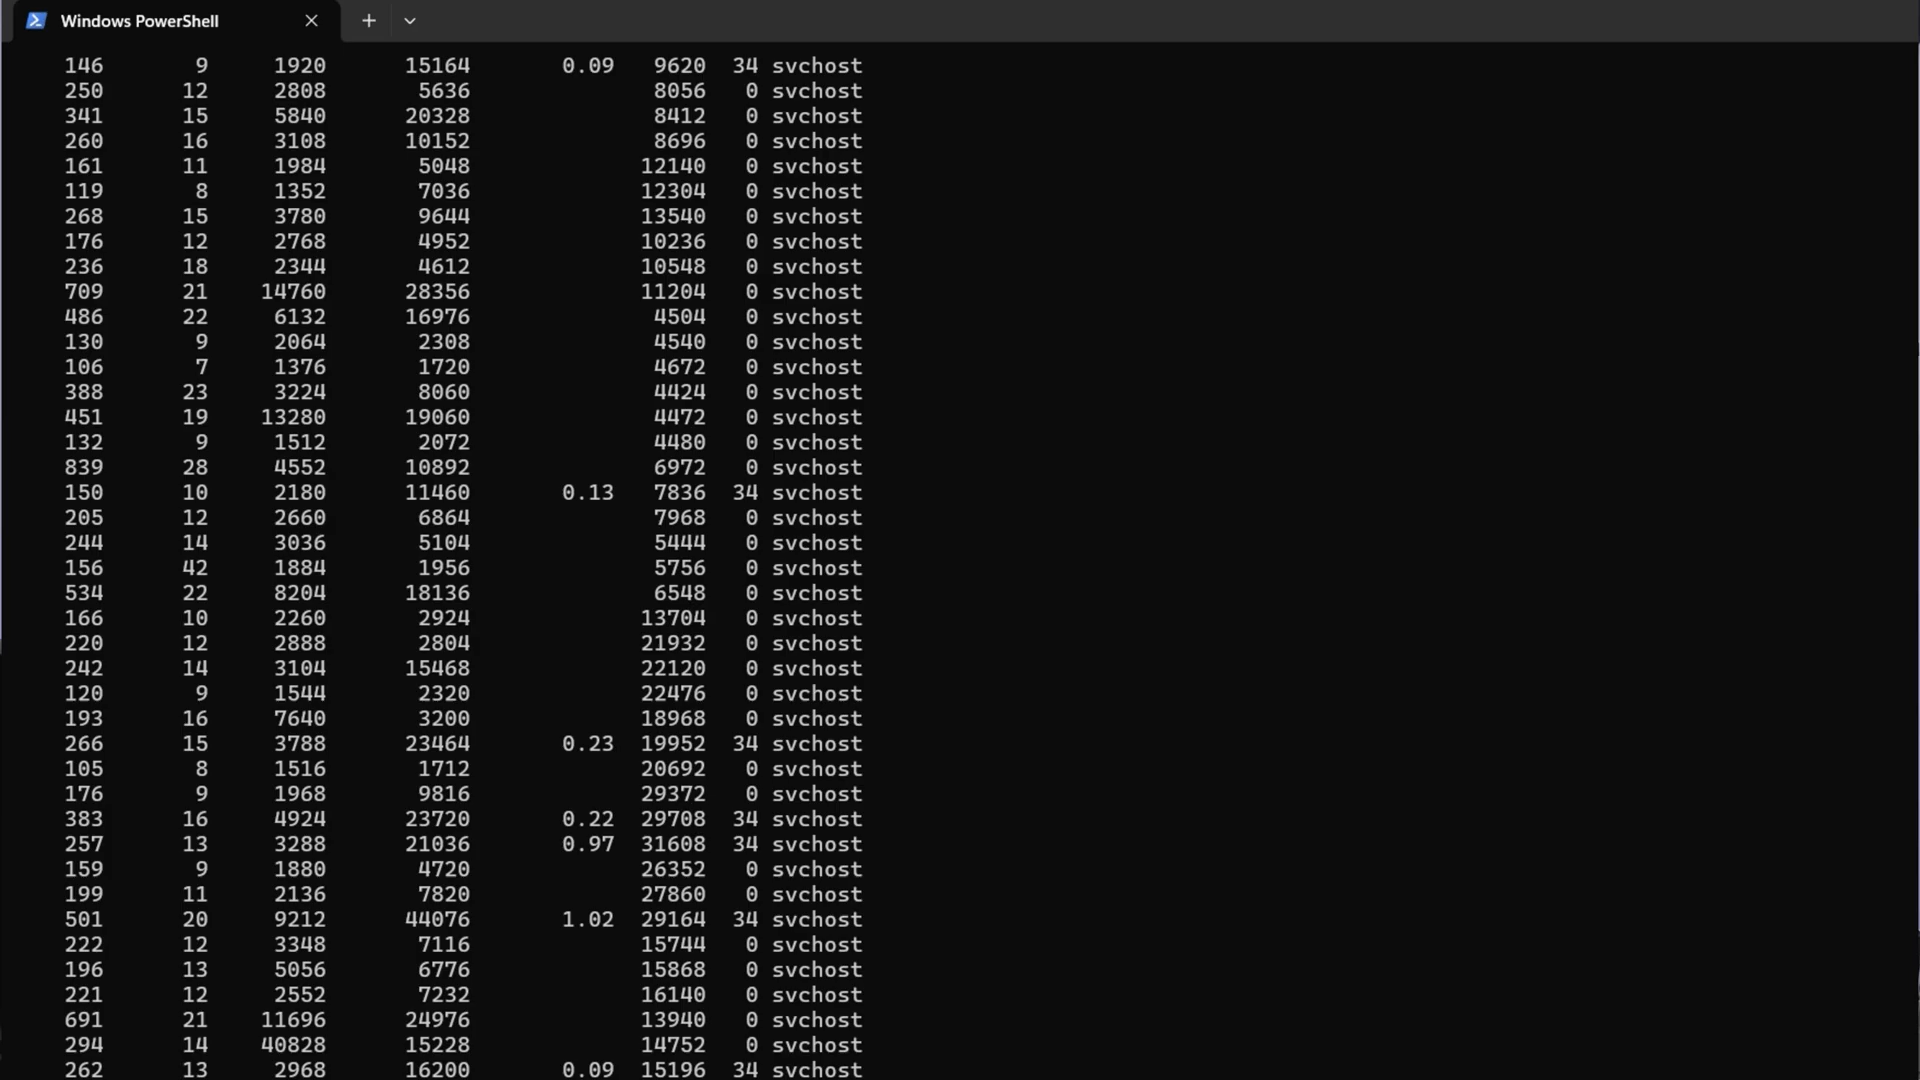 Windows PowerShell
146 9 1920 15164 0.09 9620 34 svchost
250 12 2808 5636 8056 0 svchost
341 15 5840 20328 8412 0 svchost
260 16 3108 10152 8696 0 svchost
161 11 1984 5048 12140 0 svchost
119 8 1352 7036 12304 0 svchost
268 15 3780 9644 13540 0 svchost
176 12 2768 4952 10236 0 svchost
236 18 2344 4612 10548 0 svchost
709 21 14760 28356 11204 0 svchost
486 22 6132 16976 4504 0 svchost
130 9 2064 2308 4540 0 svchost
106 7 1376 1720 4672 0 svchost
388 23 3224 8060 4424 0 svchost
451 19 13280 19060 4472 0 svchost
132 9 1512 2072 4480 0 svchost
839 28 4552 10892 6972 0 svchost
150 10 2180 11460 0.13 7836 34 svchost
205 12 2660 6864 7968 0 svchost
244 14 3036 5104 5444 0 svchost
156 42 1884 1956 5756 0 svchost
534 22 8204 18136 6548 0 svchost
166 10 2260 2924 13704 0 svchost
220 12 2888 2804 21932 0 svchost
242 14 3104 15468 22120 0 svchost
120 9 1544 2320 22476 0 svchost
193 16 7640 3200 18968 0 svchost
266 15 3788 23464 0.23 19952 34 svchost
105 8 1516 1712 20692 0 svchost
176 9 1968 9816 29372 0 svchost
383 16 4924 23720 0.22 29708 34 svchost
257 13 3288 21036 0.97 31608 34 svchost
159 9 1880 4720 26352 0 svchost
199 11 2136 7820 27860 0 svchost
501 20 9212 44076 1.02 29164 34 svchost
222 12 3348 7116 15744 0 svchost
196 13 5056 6776 15868 0 svchost
221 12 2552 7232 16140 0 svchost
691 21 11696 24976 13940 0 svchost
294 14 40828 15228 14752 0 svchost
262 13 2968 16200 0.09 15196 34 svchost